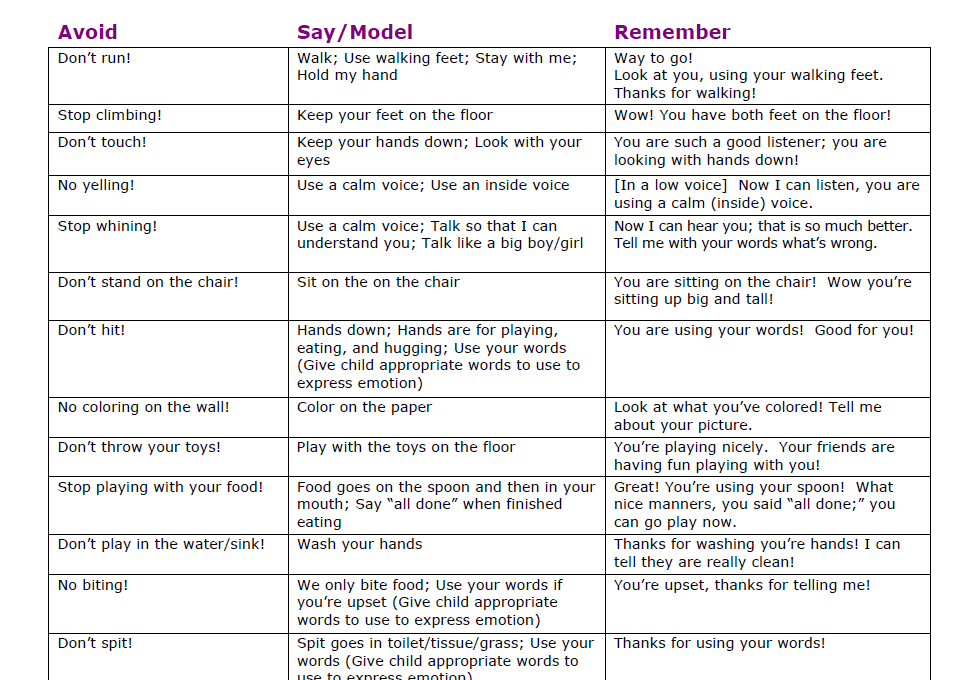 Avoid Say/Model Remember
Don’t run! Walk; Use walking feet; Stay with me; Way to go!
Hold my hand Look at you, using your walking feet.
Thanks for walking!
Stop climbing! Keep your feet on the floor Wow! You have both feet on the floor!
Don’t touch! Keep your hands down; Look with your You are such a good listener; you are
eyes looking with hands down!
No yelling! Use a calm voice; Use an inside voice [In a low voice]  Now I can listen, you are
using a calm (inside) voice.
Stop whining! Use a calm voice; Talk so that I can Now I can hear you; that is so much better.
understand you; Talk like a big boy/girl Tell me with your words what’s wrong.
Don’t stand on the chair! Sit on the on the chair You are sitting on the chair!  Wow you’re
sitting up big and tall!
Don’t hit! Hands down; Hands are for playing, You are using your words!  Good for you!
eating, and hugging; Use your words
(Give child appropriate words to use to
express emotion)
No coloring on the wall! Color on the paper Look at what you’ve colored! Tell me
about your picture.
Don’t throw your toys! Play with the toys on the floor You’re playing nicely.  Your friends are
having fun playing with you!
Stop playing with your food! Food goes on the spoon and then in your Great! You’re using your spoon!  What
mouth; Say “all done” when finished nice manners, you said “all done;” you
eating can go play now.
Don’t play in the water/sink! Wash your hands Thanks for washing you’re hands! I can
tell they are really clean!
No biting! We only bite food; Use your words if You’re upset, thanks for telling me!
you’re upset (Give child appropriate
words to use to express emotion)
Don’t spit! Spit goes in toilet/tissue/grass; Use your Thanks for using your words!
words (Give child appropriate words to
use to express emotion)